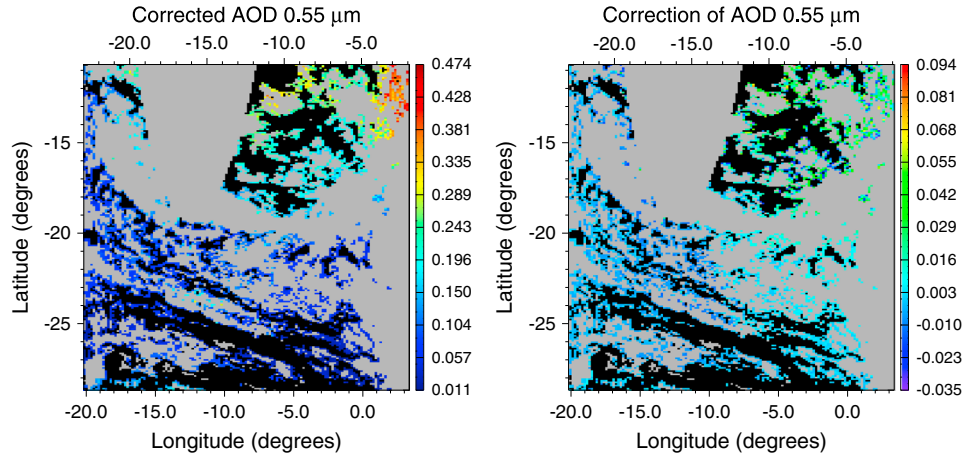 Corrected AOD 0.55 μm
-20.0 -15.0 -10.0 -5.0
0.474
0.428
0.381
0.335
0.289
0.243
0.196
0.150
0.104
0.057
0.011
-15
-20
-25
Latitude (degrees)
-20.0 -15.0 -10.0 -5.0 0.0
Longitude (degrees)
Correction of AOD 0.55 μm
-20.0 -15.0 -10.0 -5.0
0.094
0.081
0.068
0.055
0.042
0.029
0.016
0.003
-0.010
-0.023
-0.035
-15
-20
-25
Latitude (degrees)
-20.0 -15.0 -10.0 -5.0 0.0
Longitude (degrees)